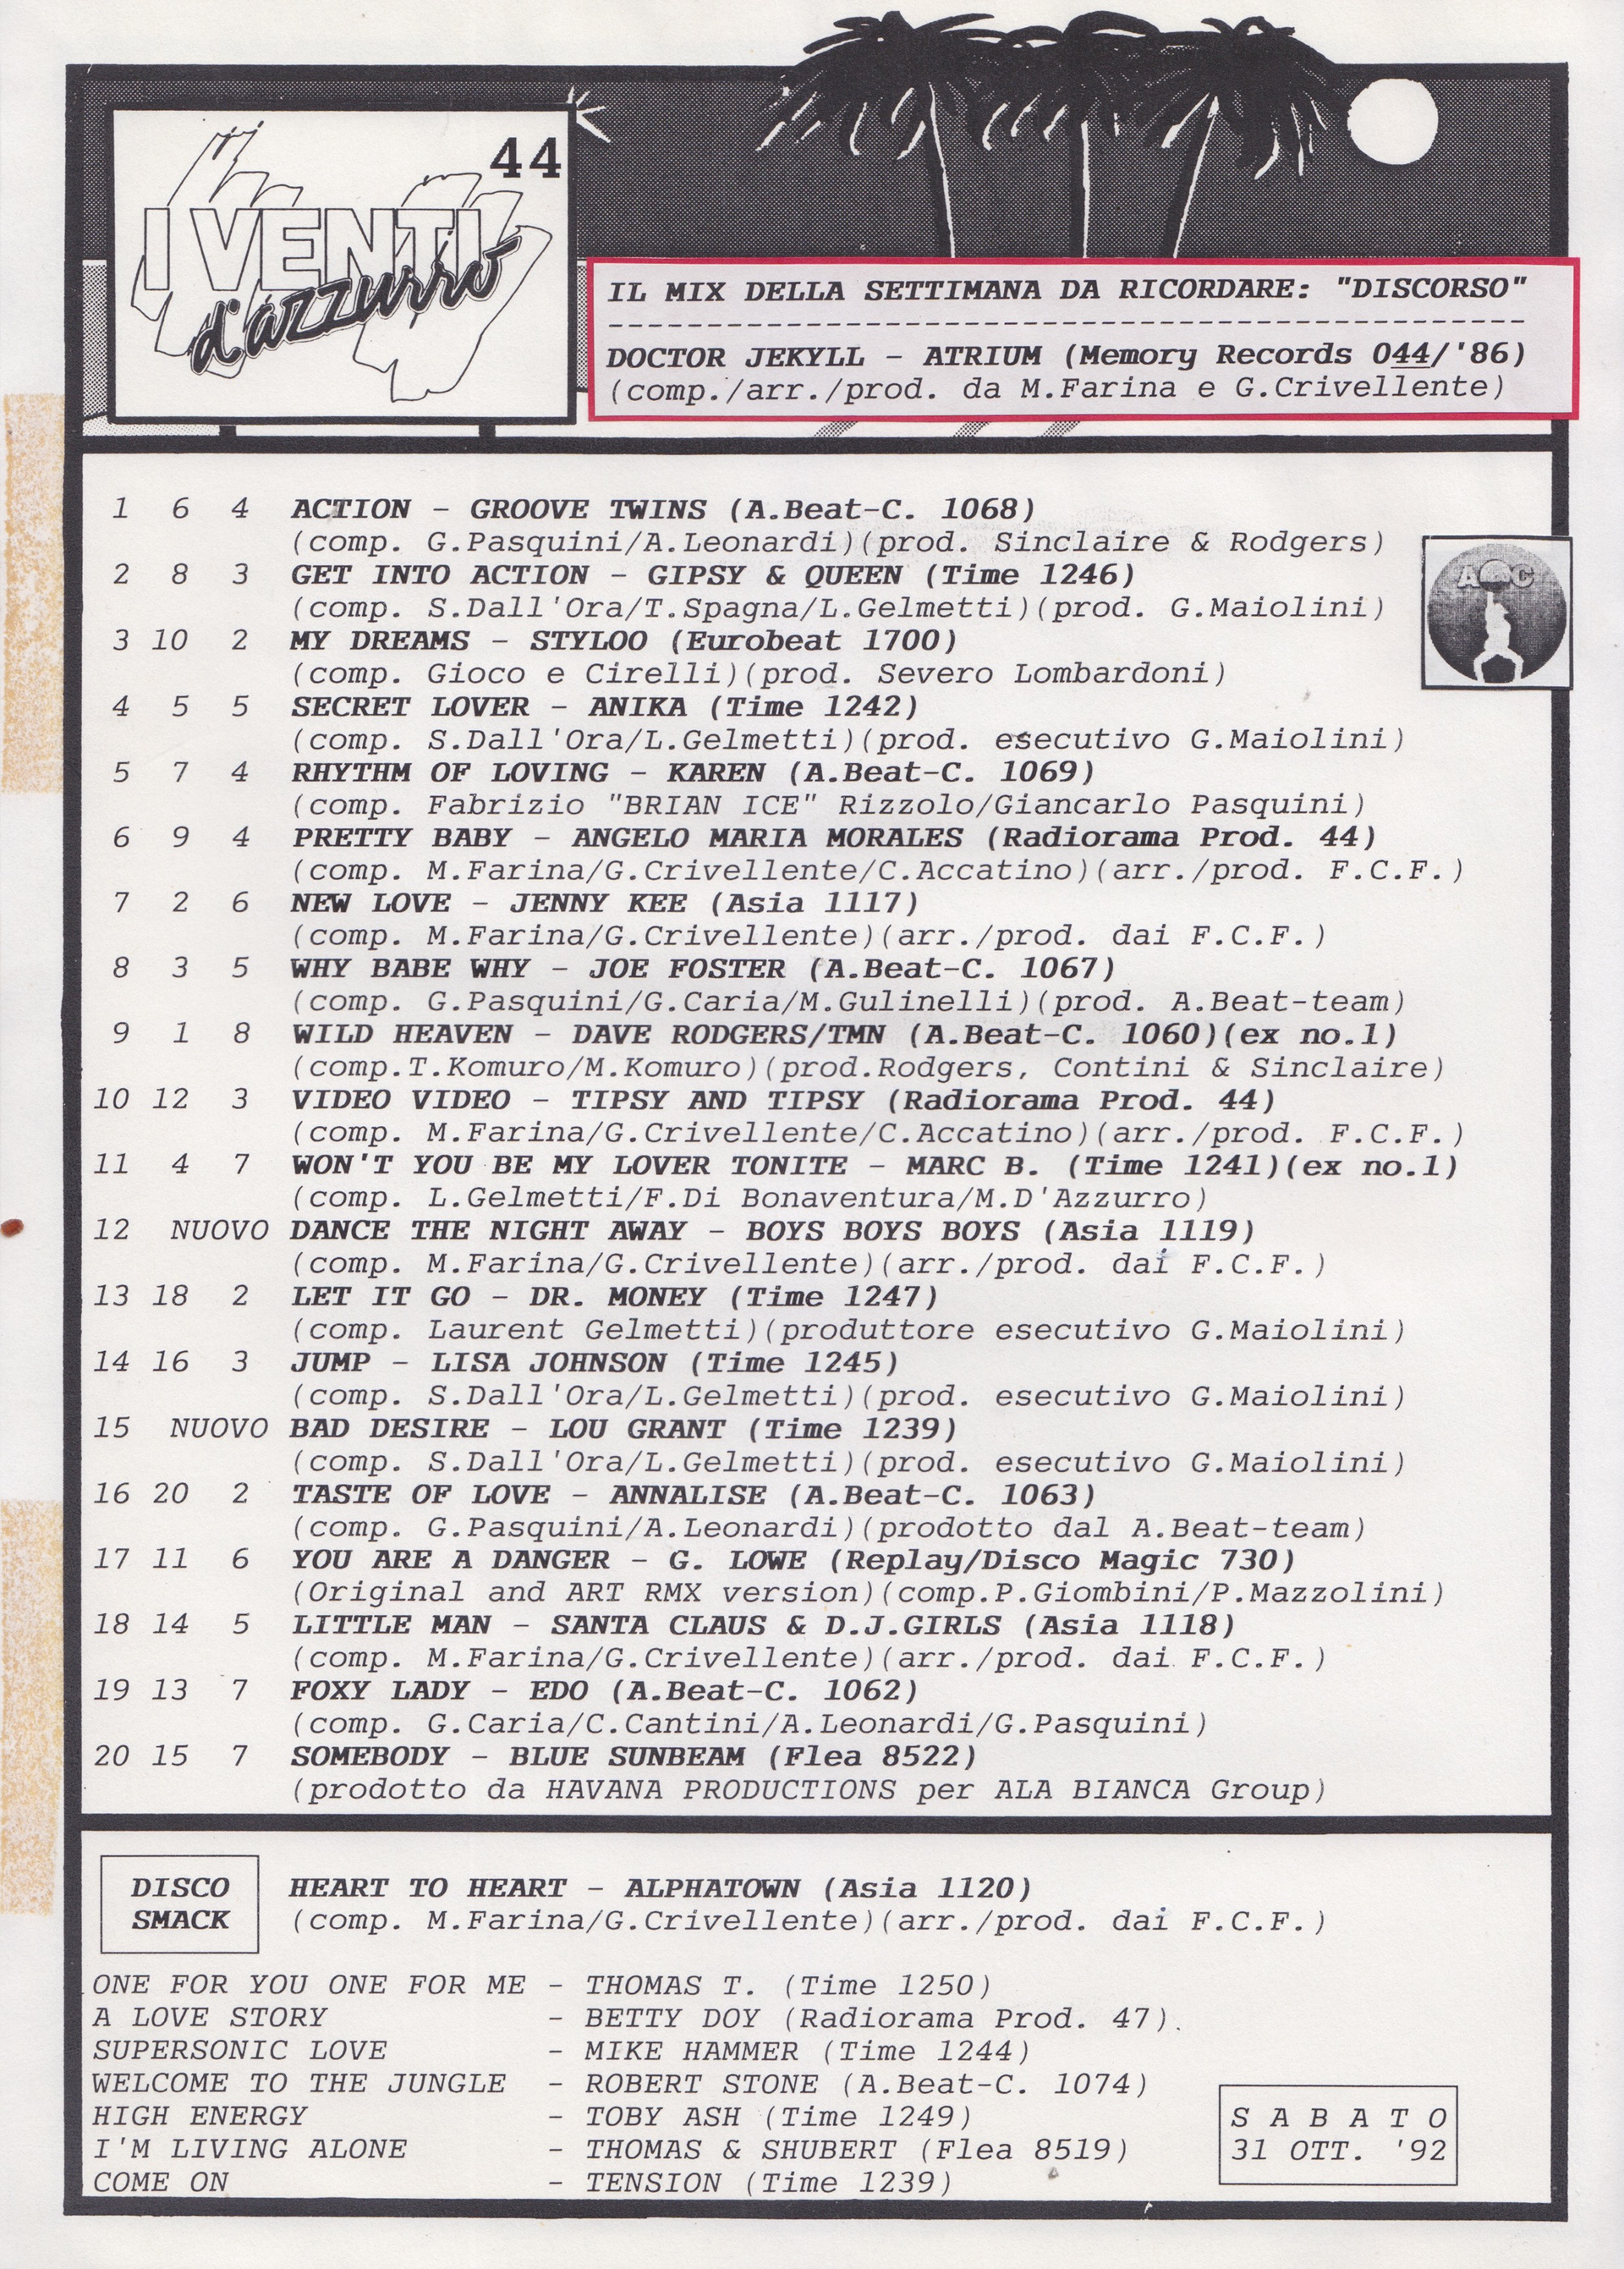 44
I VENTI
d'azzurro
IL MIX DELLA SETTIMANA DA RICORDARE: "DISCORSO"
-----------------------------------------------
DOCTOR JEKYLL - ATRIUM (Memory Records 044/'86)
(comp./arr./prod. da M.Farina e G.Crivellente)
1 6 4 ACTION - GROOVE TWINS (A.Beat-C. 1068)
(comp. G.Pasquini/A.Leonardi)(prod. Sinclaire & Rodgers)
2 8 3 GET INTO ACTION - GIPSY & QUEEN (Time 1246)
(comp. S.Dall'Ora/T.Spagna/L.Gelmetti)(prod. G.Maiolini)
3 10 2 MY DREAMS - STYLOO (Eurobeat 1700)
(comp. Gioco e Cirelli)(prod. Severo Lombardoni)
4 5 5 SECRET LOVER - ANIKA (Time 1242)
(comp. S.Dall'Ora/L.Gelmetti)(prod. esecutivo G.Maiolini)
5 7 4 RHYTHM OF LOVING - KAREN (A.Beat-C. 1069)
(comp. Fabrizio "BRIAN ICE" Rizzolo/Giancarlo Pasquini)
6 9 4 PRETTY BABY - ANGELO MARIA MORALES (Radiorama Prod. 44)
(comp. M.Farina/G.Crivellente/C.Accatino)(arr./prod. F.C.F.)
7 2 6 NEW LOVE - JENNY KEE (Asia 1117)
(comp. M.Farina/G.Crivellente)(arr./prod. dai F.C.F.)
8 3 5 WHY BABE WHY - JOE FOSTER (A.Beat-C. 1067)
(comp. G.Pasquini/G.Caria/M.Gulinelli)(prod. A.Beat-team)
9 1 8 WILD HEAVEN - DAVE RODGERS/TMN (A.Beat-C. 1060)(ex no.1)
(comp.T.Komuro/M.Komuro)(prod.Rodgers, Contini & Sinclaire)
10 12 3 VIDEO VIDEO - TIPSY AND TIPSY (Radiorama Prod. 44)
(comp. M.Farina/G.Crivellente/C.Accatino)(arr./prod. F.C.F.)
11 4 7 WON'T YOU BE MY LOVER TONITE - MARC B. (Time 1241)(ex no.1)
(comp. L.Gelmetti/F.Di Bonaventura/M.D'Azzurro)
12 NUOVO DANCE THE NIGHT AWAY - BOYS BOYS BOYS (Asia 1119)
(comp. M.Farina/G.Crivellente)(arr./prod. dai F.C.F.)
13 18 2 LET IT GO - DR. MONEY (Time 1247)
(comp. Laurent Gelmetti)(produttore esecutivo G.Maiolini)
14 16 3 JUMP - LISA JOHNSON (Time 1245)
(comp. S.Dall'Ora/L.Gelmetti)(prod. esecutivo G.Maiolini)
15 NUOVO BAD DESIRE - LOU GRANT (Time 1239)
(comp. S.Dall'Ora/L.Gelmetti)(prod. esecutivo G.Maiolini)
16 20 2 TASTE OF LOVE - ANNALISE (A.Beat-C. 1063)
(comp. G.Pasquini/A.Leonardi)(prodotto dal A.Beat-team)
17 11 6 YOU ARE A DANGER - G. LOWE (Replay/Disco Magic 730)
(Original and ART RMX version)(comp.P.Giombini/P.Mazzolini)
18 14 5 LITTLE MAN - SANTA CLAUS & D.J.GIRLS (Asia 1118)
(comp. M.Farina/G.Crivellente)(arr./prod. dai F.C.F.)
19 13 7 FOXY LADY - EDO (A.Beat-C. 1062)
(comp. G.Caria/C.Cantini/A.Leonardi/G.Pasquini)
20 15 7 SOMEBODY - BLUE SUNBEAM (Flea 8522)
(prodotto da HAVANA PRODUCTIONS per ALA BIANCA Group)
A C
DISCO
SMACK
HEART TO HEART - ALPHATOWN (Asia 1120)
(comp. M.Farina/G.Crivellente)(arr./prod. dai F.C.F.)
ONE FOR YOU ONE FOR ME - THOMAS T. (Time 1250)
A LOVE STORY - BETTY DOY (Radiorama Prod. 47).
SUPERSONIC LOVE - MIKE HAMMER (Time 1244)
WELCOME TO THE JUNGLE - ROBERT STONE (A.Beat-C. 1074)
HIGH ENERGY - TOBY ASH (Time 1249)
I'M LIVING ALONE - THOMAS & SHUBERT (Flea 8519)
COME ON - TENSION (Time 1239)
S A B A T O
31 OTT. '92